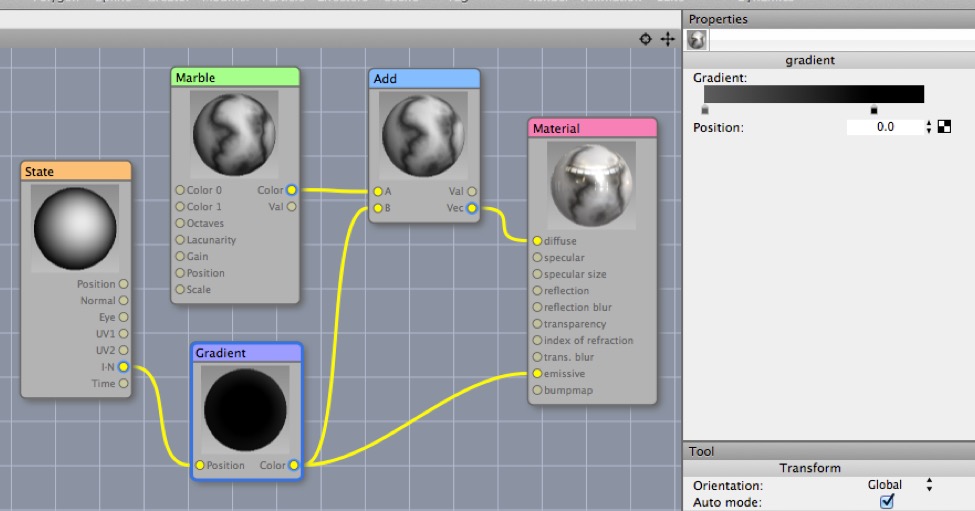 Properties
gradient
Gradient:
Position: 0.0
Tool
Transform
Orientation: Global
Auto mode:
State
Position
Normal
Eye
UV1
UV2
I·N
Time
Marble
Color 0 Color
Color 1 Val
Octaves
Lacunarity
Gain
Position
Scale
Gradient
Position Color
Add
A Val
B Vec
Material
diffuse
specular
specular size
reflection
reflection blur
transparency
index of refraction
trans. blur
emissive
bumpmap